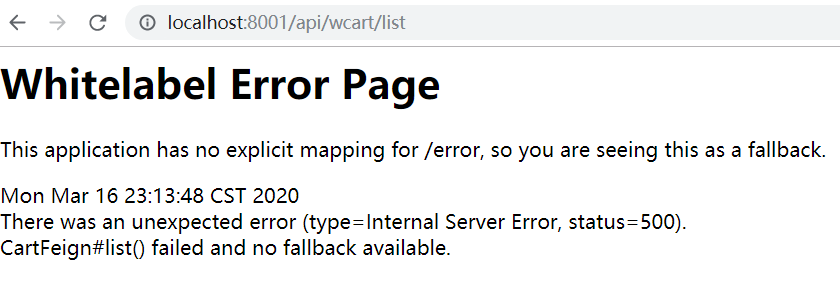 localhost:8001/api/wcart/list
Whitelabel Error Page
This application has no explicit mapping for /error, so you are seeing this as a fallback.
Mon Mar 16 23:13:48 CST 2020
There was an unexpected error (type=Internal Server Error, status=500).
CartFeign#list() failed and no fallback available.